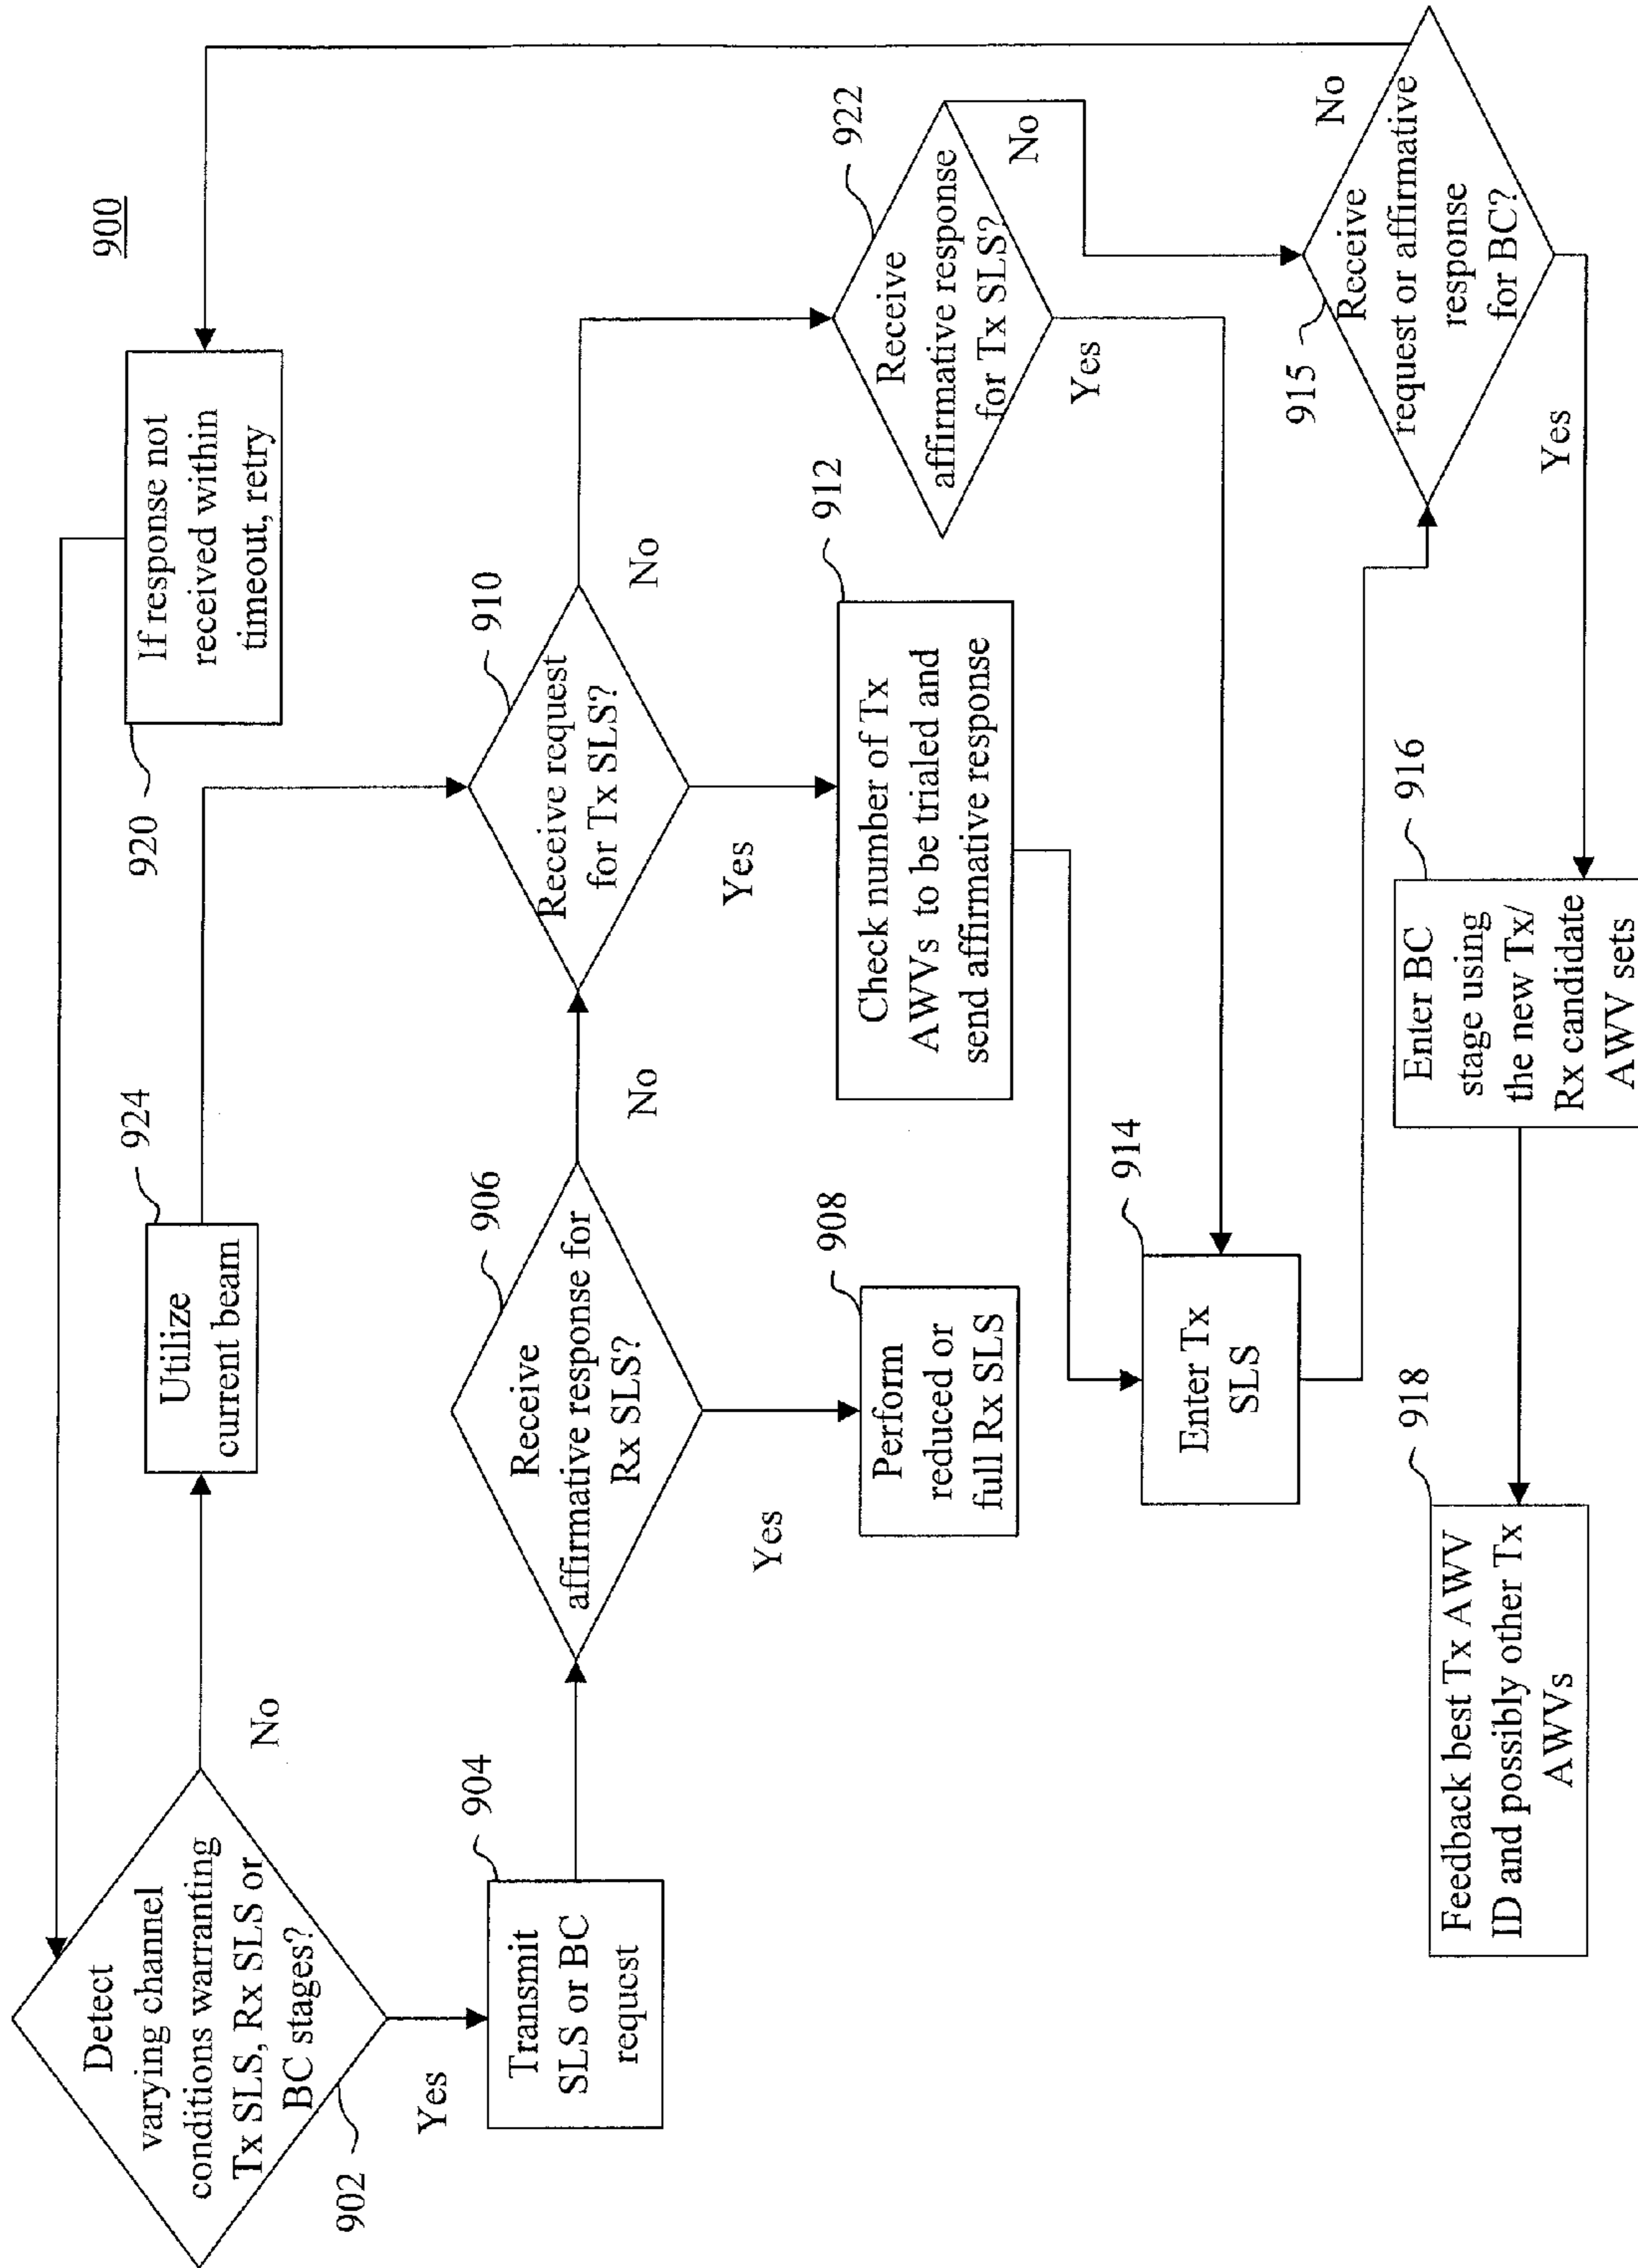 900
Detect
varying channel
conditions warranting
Tx SLS, Rx SLS or
BC stages?
902
No
Yes
Utilize
current beam
924
If response not
received within
timeout, retry
920
Transmit
SLS or BC
request
904
Receive
affirmative response for
Rx SLS?
906
No
Yes
Perform
reduced or
full Rx SLS
908
Receive request
for Tx SLS?
910
No
Yes
Check number of Tx
AWVs to be trialed and
send affirmative response
912
Receive
affirmative response
for Tx SLS?
922
No
Yes
Enter Tx
SLS
914
Receive
request or affirmative
response
for BC?
915
No
Yes
Enter BC
stage using
the new Tx/
Rx candidate
AWV sets
916
Feedback best Tx AWV
ID and possibly other Tx
AWVs
918